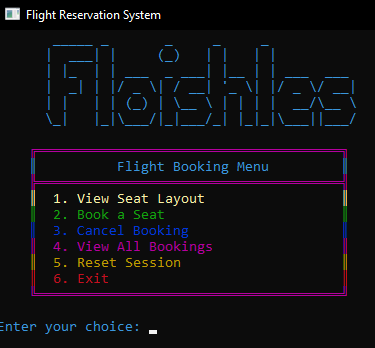 Flight Reservation System
Flight Booking Menu
1. View Seat Layout
2. Book a Seat
3. Cancel Booking
4. View All Bookings
5. Reset Session
6. Exit
Enter your choice: